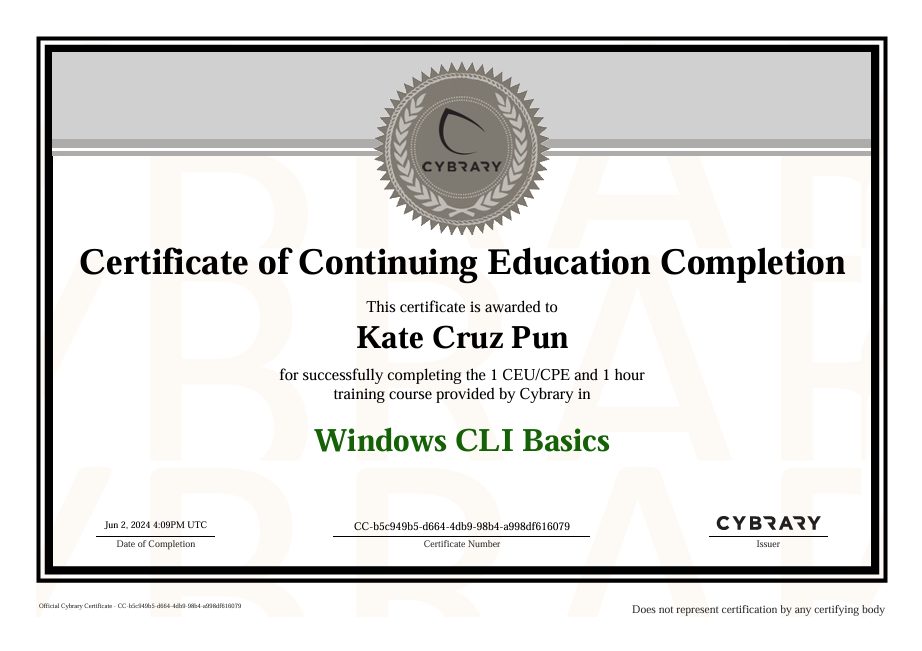 CYBRARY
Certificate of Continuing Education Completion
This certificate is awarded to
Kate Cruz Pun
for successfully completing the 1 CEU/CPE and 1 hour
training course provided by Cybrary in
Windows CLI Basics
Jun 2, 2024 4:09PM UTC
CC-b5c949b5-d664-4db9-98b4-a998df616079
CYBRARY
Date of Completion
Certificate Number
Issuer
Official Cybrary Certificate - CC-b5c949b5-d664-4db9-98b4-a998df616079
Does not represent certification by any certifying body